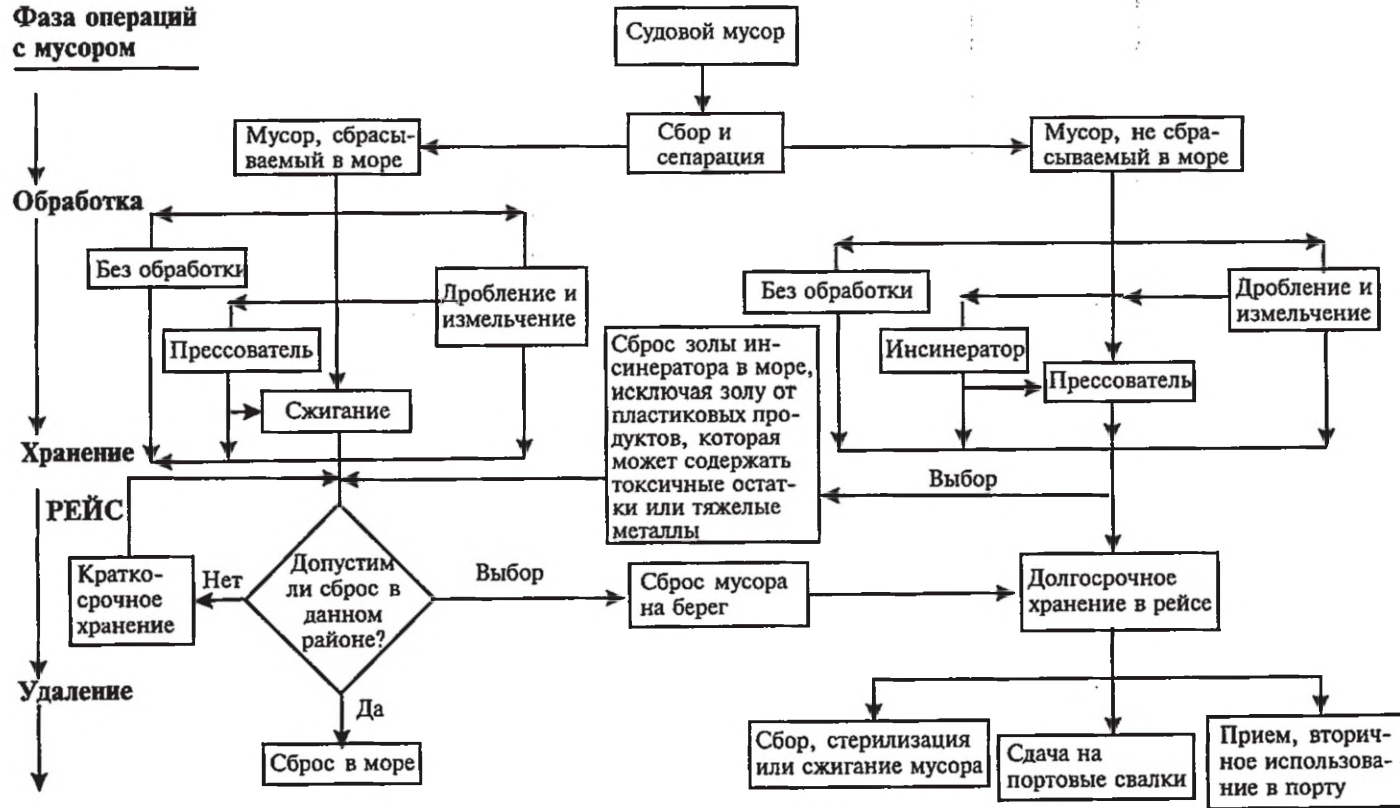 Фаза операций
с мусором
Судовой мусор
Мусор, сбрасы-
ваемый в море
Сбор и
сепарация
Мусор, не сбра-
сываемый в море
Обработка
Без обработки
Дробление и
измельчение
Прессователь
Сжигание
Сброс золы ин-
синератора в море,
исключая золу от
пластиковых про-
дуктов, которая
может содержать
токсичные остат-
ки или тяжелые
металлы
Без обработки
Дробление и
измельчение
Инсинератор
Прессователь
Хранение
Выбор
РЕЙС
Кратко-
срочное
хранение
Нет
Допустим
ли сброс в
данном
районе?
Выбор
Сброс мусора
на берег
Долгосрочное
хранение в рейсе
Удаление
Да
Сброс в море
Сбор, стерилизация
или сжигание мусора
Сдача на
портовые свалки
Прием, вторич-
ное использова-
ние в порту